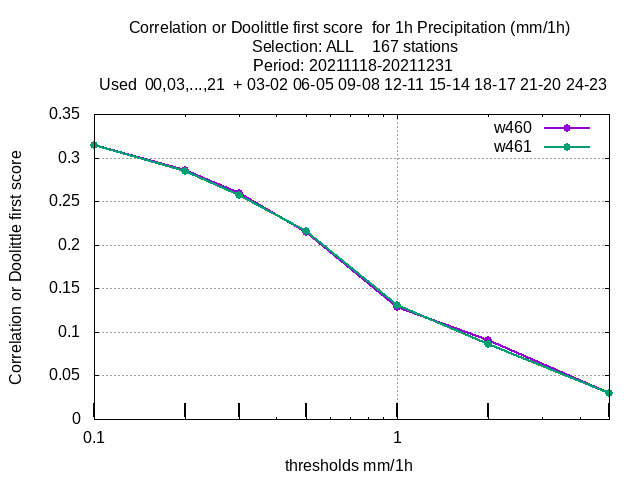 Correlation or Doolittle first score  for 1h Precipitation (mm/1h)
Selection: ALL    167 stations
Period: 20211118-20211231
Used  00,03,...,21  + 03-02 06-05 09-08 12-11 15-14 18-17 21-20 24-23
w460
w461
0.35
0.3
0.25
0.2
0.15
0.1
0.05
0
Correlation or Doolittle first score
0.1
1
thresholds mm/1h